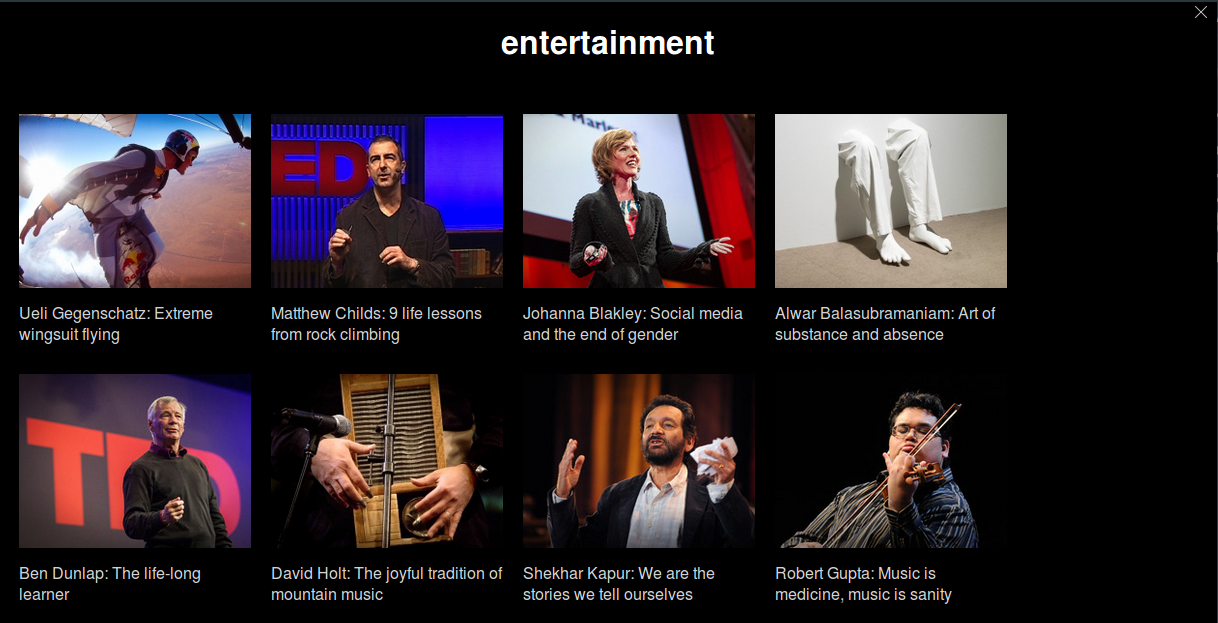 entertainment
Ueli Gegenschatz: Extreme
wingsuit flying
ED
Matthew Childs: 9 life lessons
from rock climbing
Johanna Blakley: Social media
and the end of gender
Alwar Balasubramaniam: Art of
substance and absence
TED
Ben Dunlap: The life-long
learner
David Holt: The joyful tradition of
mountain music
Shekhar Kapur: We are the
stories we tell ourselves
Robert Gupta: Music is
medicine, music is sanity